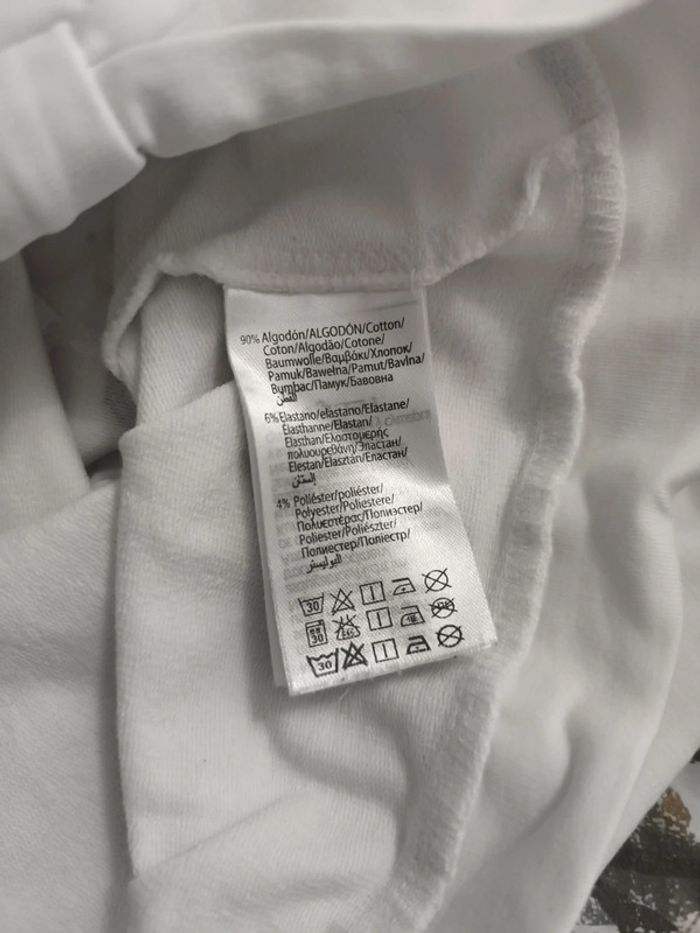 90% Algodón/ALGODÓN/Cotton/
Coton/Algodão/Cotone/
Baumwolle/Βαμβάκι/Хлопок/
Pamuk/Bawełna/Pamut/Bavlna/
Bumbac/Памук/Бавовна
القطن
6% Elastano/elastano/Elastane/
Élasthanne/Elastan/
Elasthan/Ελαστομερής
πολυουρεθάνη/Эластан/
Elestan/Elasztán/Еластан/
إلستان
4% Poliéster/poliéster/
Polyester/Poliestere/
Πολυεστέρας/Полиэстер/
Poliester/Poliészter/
Полиестер/Поліестр/
البوليستر
30
30
30